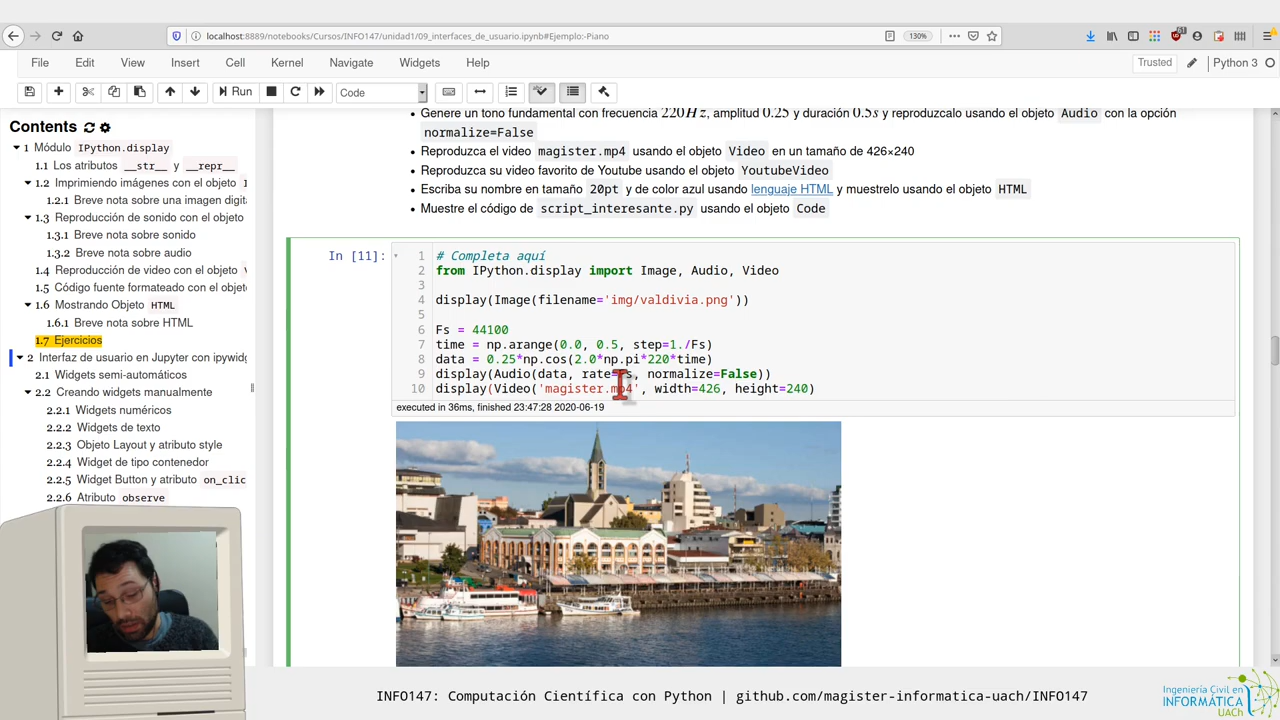 localhost:8889/notebooks/Cursos/INFO147/unidad1/09_interfaces_de_usuario.ipynb#Ejemplo:-Piano
130%
File Edit View Insert Cell Kernel Navigate Widgets Help
Trusted
Python 3
Run
Code
Contents
1 Módulo IPython.display
1.1 Los atributos __str__ y __repr__
1.2 Imprimiendo imágenes con el objeto
1.2.1 Breve nota sobre una imagen digit
1.3 Reproducción de sonido con el objeto
1.3.1 Breve nota sobre sonido
1.3.2 Breve nota sobre audio
1.4 Reproducción de video con el objeto
1.5 Código fuente formateado con el objeto
1.6 Mostrando Objeto HTML
1.6.1 Breve nota sobre HTML
1.7 Ejercicios
2 Interfaz de usuario en Jupyter con ipywidg
2.1 Widgets semi-automáticos
2.2 Creando widgets manualmente
2.2.1 Widgets numéricos
2.2.2 Widgets de texto
2.2.3 Objeto Layout y atributo style
2.2.4 Widget de tipo contenedor
2.2.5 Widget Button y atributo on_clic
2.2.6 Atributo observe
Genere un tono fundamental con frecuencia 220Hz, amplitud 0.25 y duración 0.5s y reproduzcalo usando el objeto Audio con la opción
normalize=False
Reproduzca el video magister.mp4 usando el objeto Video en un tamaño de 426×240
Reproduzca su video favorito de Youtube usando el objeto YoutubeVideo
Escriba su nombre en tamaño 20pt y de color azul usando lenguaje HTML y muestrelo usando el objeto HTML
Muestre el código de script_interesante.py usando el objeto Code
In [11]:
1 # Completa aquí
2 from IPython.display import Image, Audio, Video
3
4 display(Image(filename='img/valdivia.png'))
5
6 Fs = 44100
7 time = np.arange(0.0, 0.5, step=1./Fs)
8 data = 0.25*np.cos(2.0*np.pi*220*time)
9 display(Audio(data, rate=Fs, normalize=False))
10 display(Video('magister.mp4', width=426, height=240)
executed in 36ms, finished 23:47:28 2020-06-19
INFO147: Computación Científica con Python | github.com/magister-informatica-uach/INFO147
Ingeniería Civil en
INFORMÁTICA
UACh